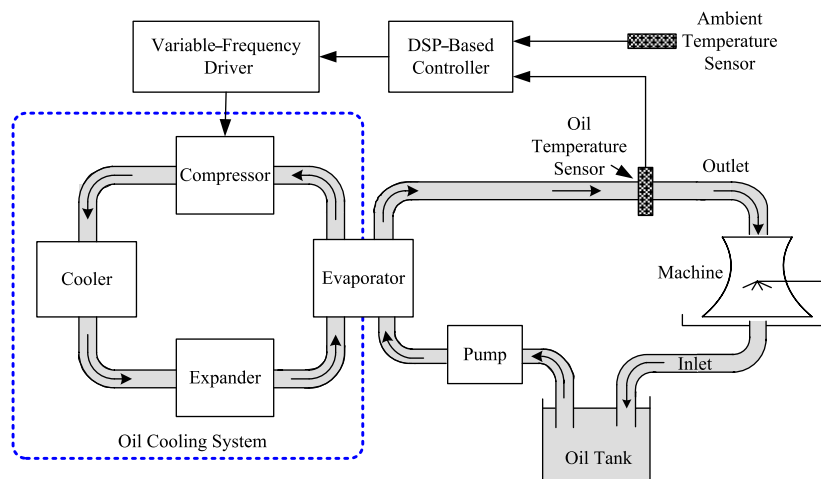 Variable-Frequency
Driver
DSP-Based
Controller
Ambient
Temperature
Sensor
Oil
Temperature
Sensor
Outlet
Compressor
Cooler
Evaporator
Machine
Pump
Inlet
Expander
Oil Cooling System
Oil Tank